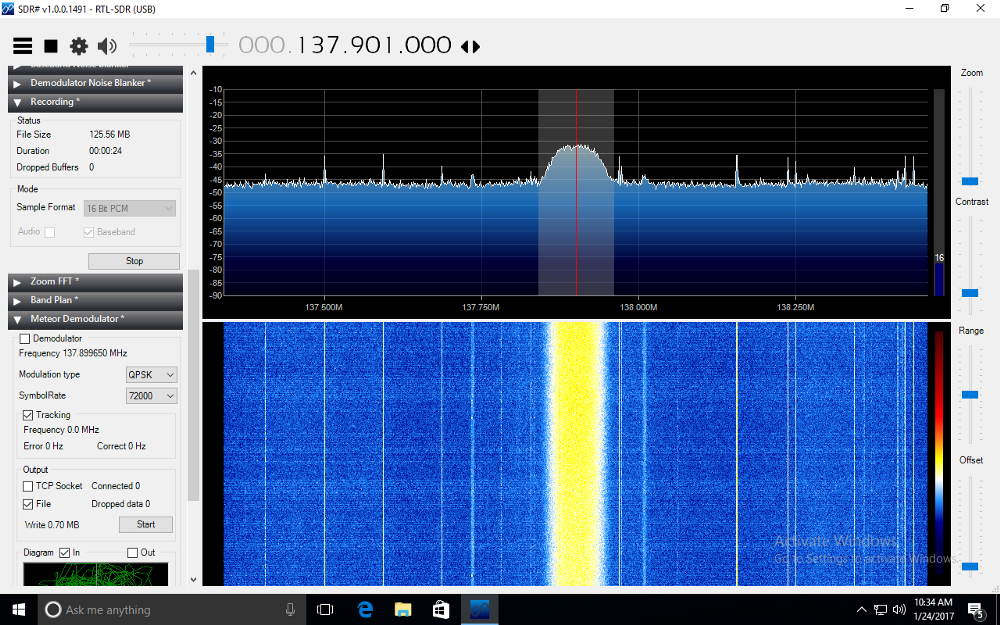 SDR# v1.0.0.1491 - RTL-SDR (USB)
000.137.901.000
Baseband Noise Blanker *
Demodulator Noise Blanker *
Recording *
Status
File Size 125.56 MB
Duration 00:00:24
Dropped Buffers 0
Mode
Sample Format 16 Bit PCM
Audio Baseband
Stop
Zoom FFT *
Band Plan *
Meteor Demodulator *
Demodulator
Frequency 137.899650 MHz
Modulation type QPSK
SymbolRate 72000
Tracking
Frequency 0.0 MHz
Error 0 Hz Correct 0 Hz
Output
TCP Socket Connected 0
File Dropped data 0
Write 0.70 MB Start
Diagram In Out
-10
-15
-20
-25
-30
-35
-40
-45
-50
-55
-60
-65
-70
-75
-80
-85
-90
137.500M 137.750M 138.000M 138.250M
16
Zoom
Contrast
Range
Offset
Activate Windows
Go to Settings to activate Windows.
Ask me anything
10:34 AM
1/24/2017
5